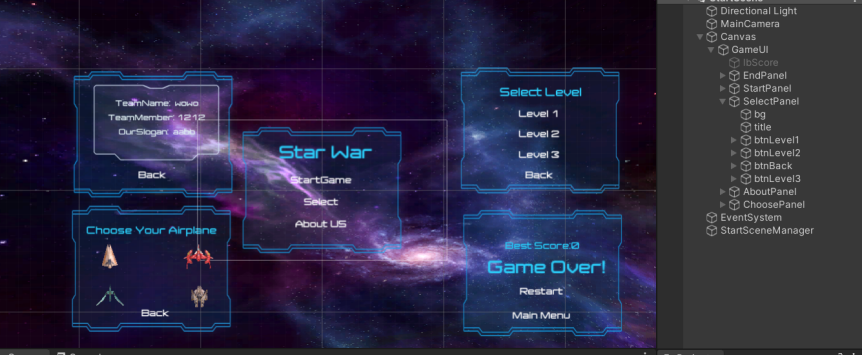 TeamName: wowo
TeamMember: 1212
OurSlogan: aabb
Back
Choose Your Airplane
Back
Star War
StartGame
Select
About US
Select Level
Level 1
Level 2
Level 3
Back
Best Score:0
Game Over!
Restart
Main Menu
Directional Light
MainCamera
Canvas
GameUI
lbScore
EndPanel
StartPanel
SelectPanel
bg
title
btnLevel1
btnLevel2
btnBack
btnLevel3
AboutPanel
ChoosePanel
EventSystem
StartSceneManager